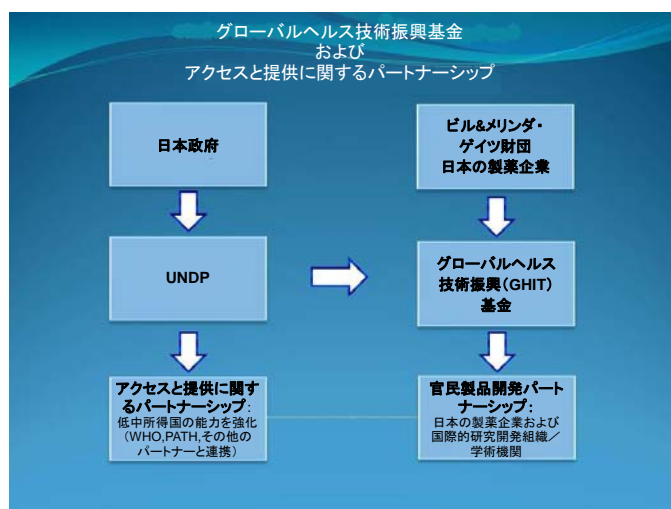 グローバルヘルス技術振興基金
および
アクセスと提供に関するパートナーシップ
日本政府
ビル&メリンダ・
ゲイツ財団
日本の製薬企業
UNDP
グローバルヘルス
技術振興(GHIT)
基金
アクセスと提供に関す
るパートナーシップ:
低中所得国の能力を強化
(WHO,PATH,その他の
パートナーと連携)
官民製品開発パート
ナーシップ:
日本の製薬企業および
国際的研究開発組織/
学術機関